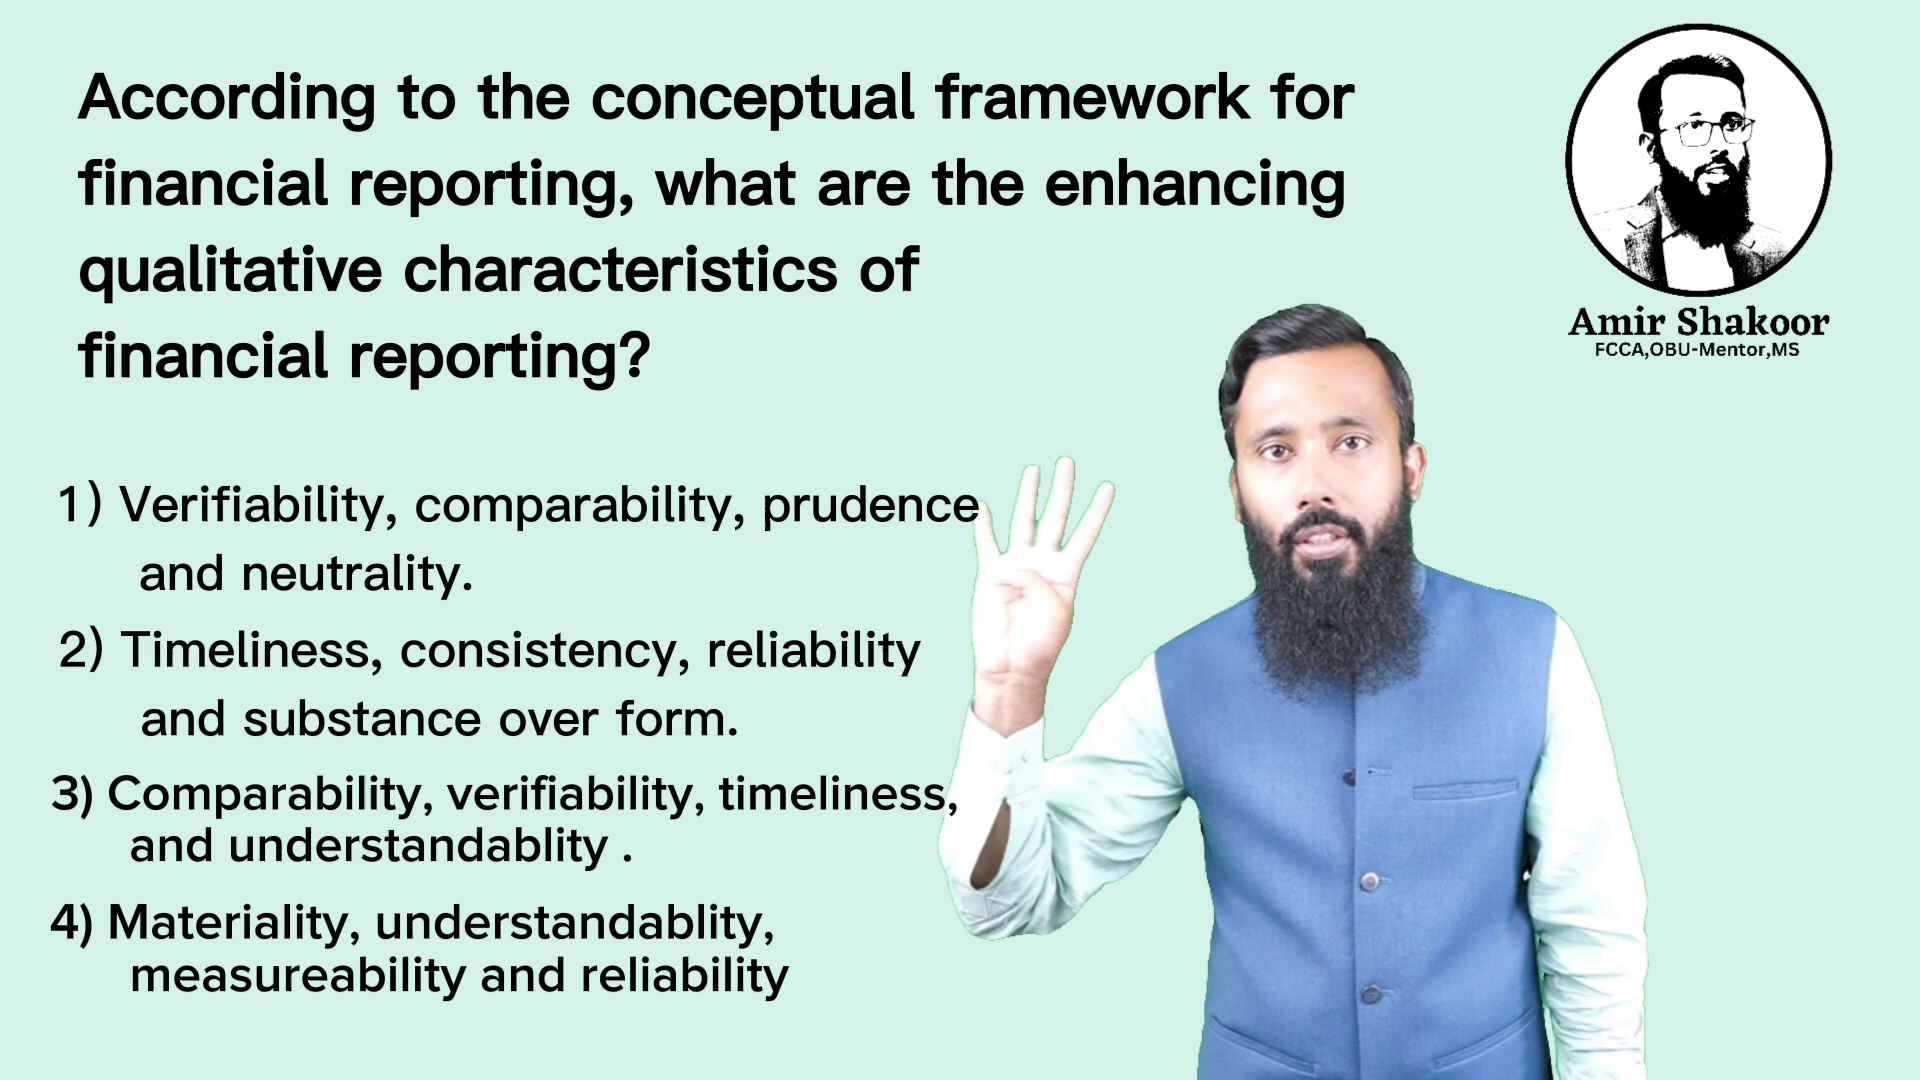 According to the conceptual framework for
financial reporting, what are the enhancing
qualitative characteristics of
financial reporting?
Amir Shakoor
FCCA,OBU-Mentor,MS
1) Verifiability, comparability, prudence
and neutrality.
2) Timeliness, consistency, reliability
and substance over form.
3) Comparability, verifiability, timeliness,
and understandablity .
4) Materiality, understandablity,
measureability and reliability